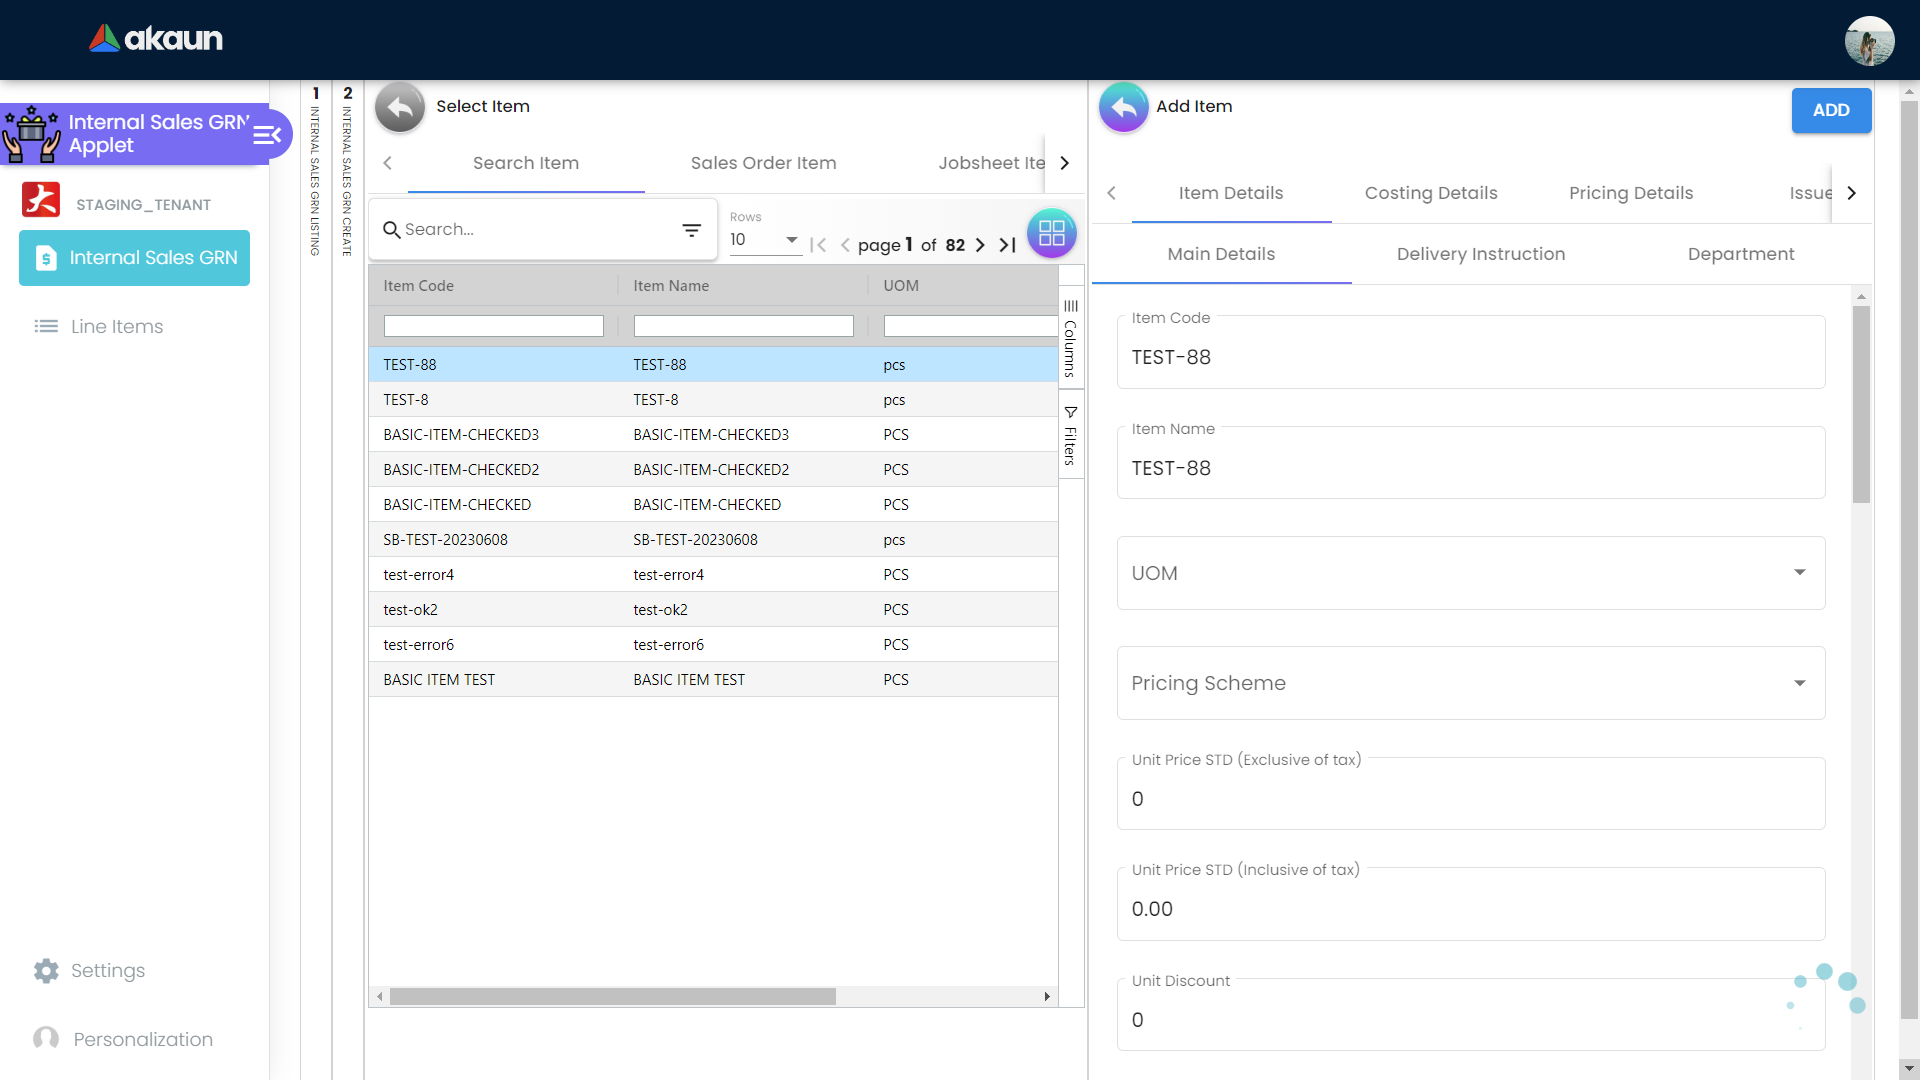 akaun
Internal Sales GRN
Applet
STAGING_TENANT
Internal Sales GRN
Line Items
Settings
Personalization
1
INTERNAL SALES GRN LISTING
2
INTERNAL SALES GRN CREATE
Select Item
Search Item
Sales Order Item
Jobsheet Ite
Search...
Rows
10
page 1 of 82
Item Code
Item Name
UOM
TEST-88
TEST-88
pcs
TEST-8
TEST-8
pcs
BASIC-ITEM-CHECKED3
BASIC-ITEM-CHECKED3
PCS
BASIC-ITEM-CHECKED2
BASIC-ITEM-CHECKED2
PCS
BASIC-ITEM-CHECKED
BASIC-ITEM-CHECKED
PCS
SB-TEST-20230608
SB-TEST-20230608
pcs
test-error4
test-error4
PCS
test-ok2
test-ok2
PCS
test-error6
test-error6
PCS
BASIC ITEM TEST
BASIC ITEM TEST
PCS
Columns
Filters
Add Item
ADD
Item Details
Costing Details
Pricing Details
Issue
Main Details
Delivery Instruction
Department
Item Code
TEST-88
Item Name
TEST-88
UOM
Pricing Scheme
Unit Price STD (Exclusive of tax)
0
Unit Price STD (Inclusive of tax)
0.00
Unit Discount
0